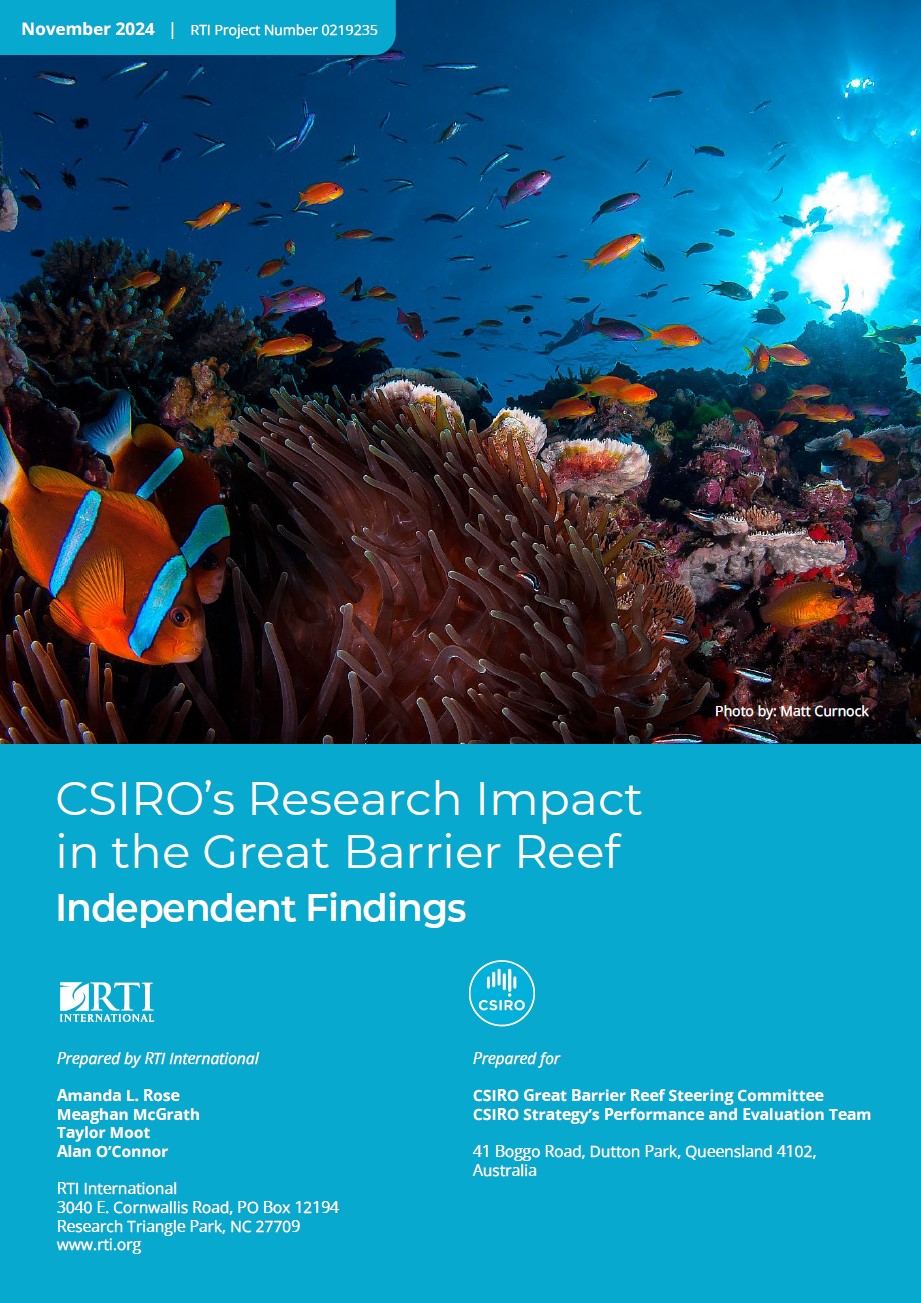 November 2024 | RTI Project Number 0219235
Photo by: Matt Curnock
CSIRO’s Research Impact
in the Great Barrier Reef
Independent Findings
RTI
INTERNATIONAL
CSIRO
Prepared by RTI International
Amanda L. Rose
Meaghan McGrath
Taylor Moot
Alan O’Connor
RTI International
3040 E. Cornwallis Road, PO Box 12194
Research Triangle Park, NC 27709
www.rti.org
Prepared for
CSIRO Great Barrier Reef Steering Committee
CSIRO Strategy’s Performance and Evaluation Team
41 Boggo Road, Dutton Park, Queensland 4102,
Australia